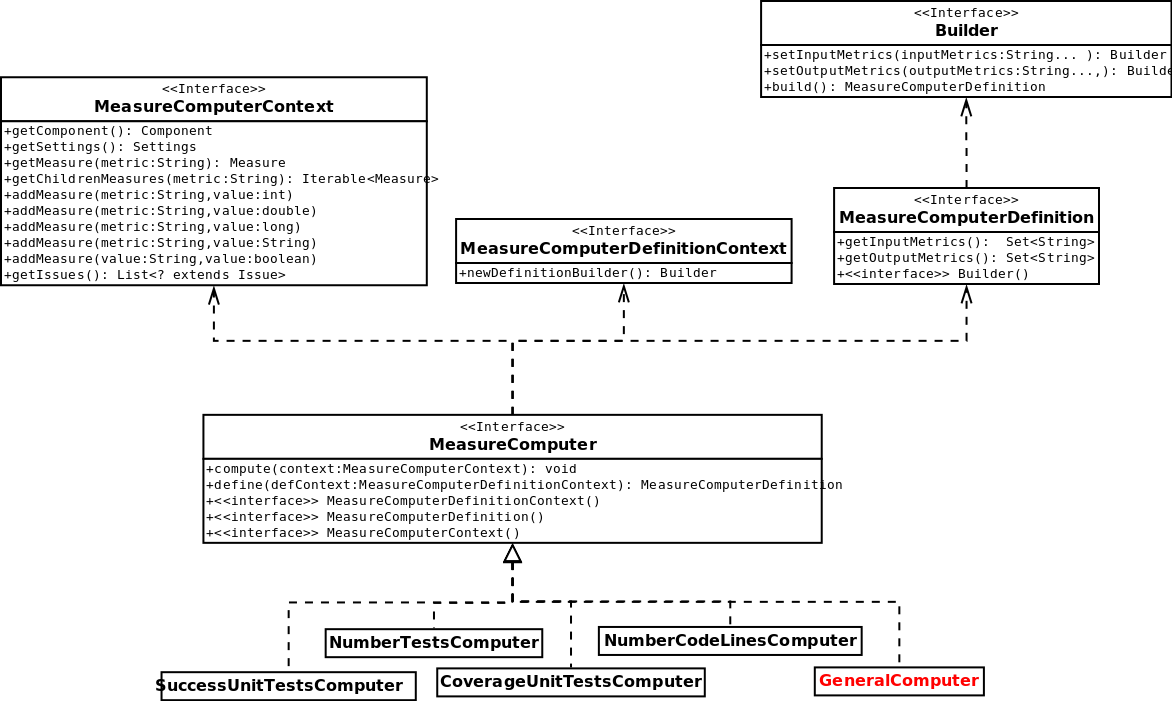 <<Interface>>
Builder
+setInputMetrics(inputMetrics:String... ): Builder
+setOutputMetrics(outputMetrics:String...,): Builde
+build(): MeasureComputerDefinition
<<Interface>>
MeasureComputerContext
+getComponent(): Component
+getSettings(): Settings
+getMeasure(metric:String): Measure
+getChildrenMeasures(metric:String): Iterable<Measure>
+addMeasure(metric:String,value:int)
+addMeasure(metric:String,value:double)
+addMeasure(metric:String,value:long)
+addMeasure(metric:String,value:String)
+addMeasure(value:String,value:boolean)
+getIssues(): List<? extends Issue>
<<Interface>>
MeasureComputerDefinitionContext
+newDefinitionBuilder(): Builder
<<Interface>>
MeasureComputerDefinition
+getInputMetrics():  Set<String>
+getOutputMetrics(): Set<String>
+<<interface>> Builder()
<<Interface>>
MeasureComputer
+compute(context:MeasureComputerContext): void
+define(defContext:MeasureComputerDefinitionContext): MeasureComputerDefinition
+<<interface>> MeasureComputerDefinitionContext()
+<<interface>> MeasureComputerDefinition()
+<<interface>> MeasureComputerContext()
NumberTestsComputer
NumberCodeLinesComputer
SuccessUnitTestsComputer
CoverageUnitTestsComputer
GeneralComputer